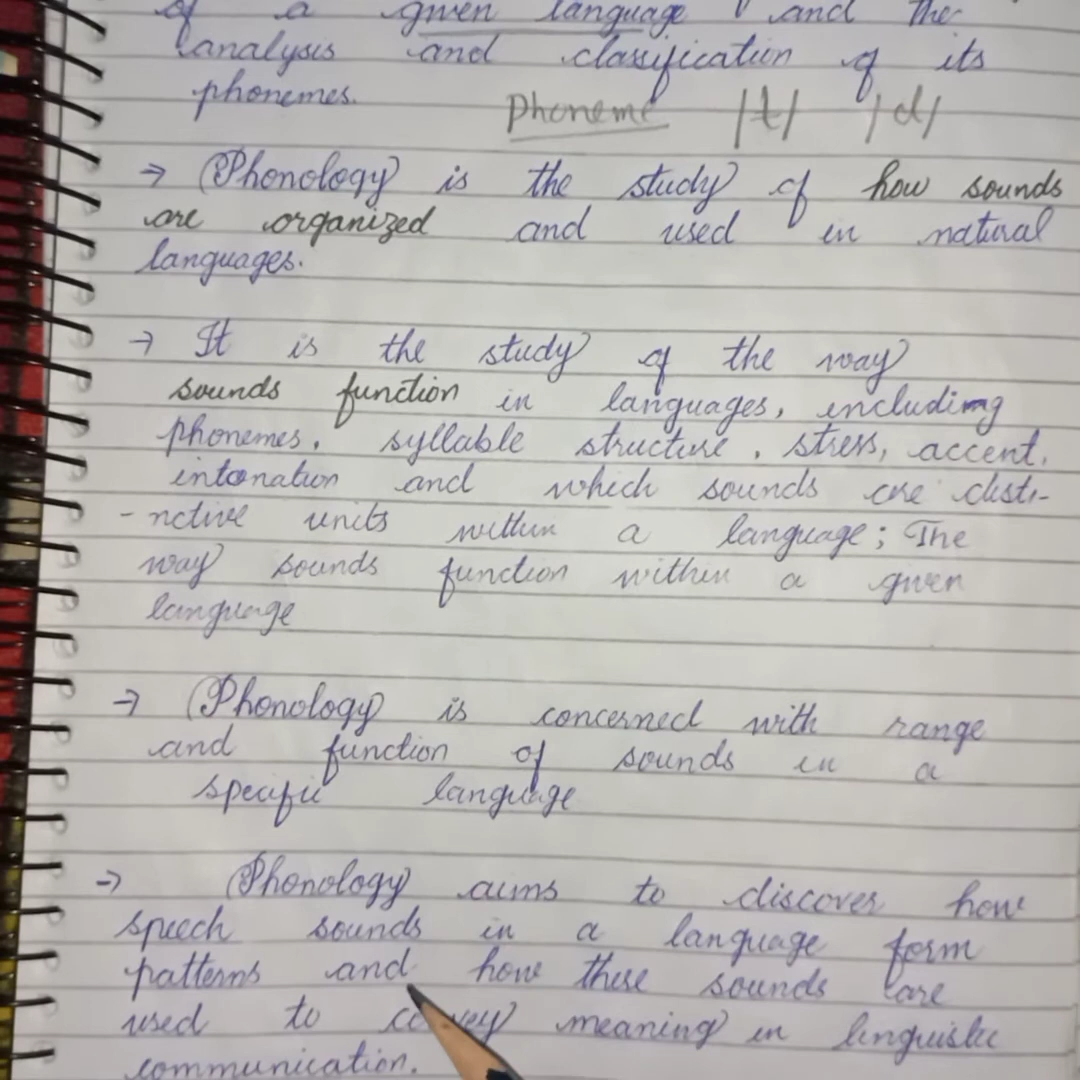 of a given language and the
analysis and classification of its
phonemes.
Phoneme /t/ /d/
→ Phonology is the study of how sounds
are organized and used in natural
languages.
→ It is the study of the way
sounds function in languages, including
phonemes, syllable structure, stress, accent,
intonation and which sounds are disti-
-nctive units within a language; The
way sounds function within a given
language
→ Phonology is concerned with range
and function of sounds in a
specific language
→ Phonology aims to discover how
speech sounds in a language form
patterns and how these sounds are
used to convey meaning in linguistic
communication.